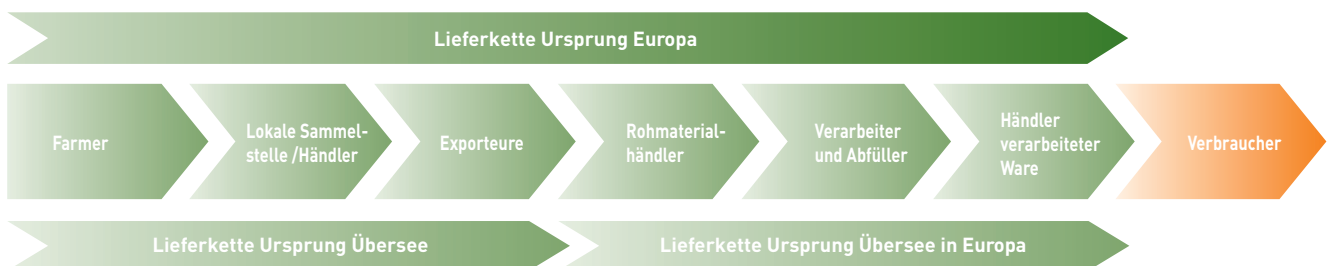 Lieferkette Ursprung Europa
Farmer
Lokale Sammel-
stelle /Händler
Exporteure
Rohmaterial-
händler
Verarbeiter
und Abfüller
Händler
verarbeiteter
Ware
Verbraucher
Lieferkette Ursprung Übersee
Lieferkette Ursprung Übersee in Europa